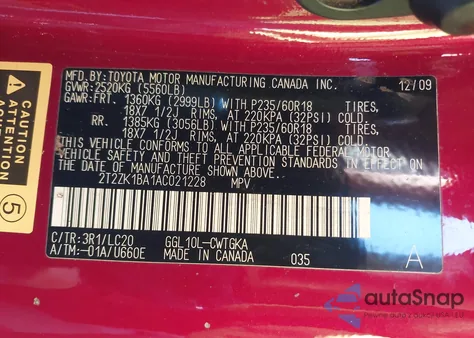 MFD.BY:TOYOTA MOTOR MANUFACTURING CANADA INC. 12/09
GVWR:2520KG (5560LB)
GAWR:FRT. 1360KG (2999LB) WITH P235/60R18 TIRES,
18X7 1/2J RIMS, AT 220KPA (32PSI) COLD.
RR. 1385KG (3055LB) WITH P235/60R18 TIRES,
18X7 1/2J RIMS, AT 220KPA (32PSI) COLD.
THIS VEHICLE CONFORMS TO ALL APPLICABLE FEDERAL MOTOR
VEHICLE SAFETY AND THEFT PREVENTION STANDARDS IN EFFECT ON
THE DATE OF MANUFACTURE SHOWN ABOVE.
2T2ZK1BA1AC021228 MPV
C/TR:3R1/LC20 GGL10L-CWTGKA
A/TM:-01A/U660E MADE IN CANADA 035 A
5
autoSnap